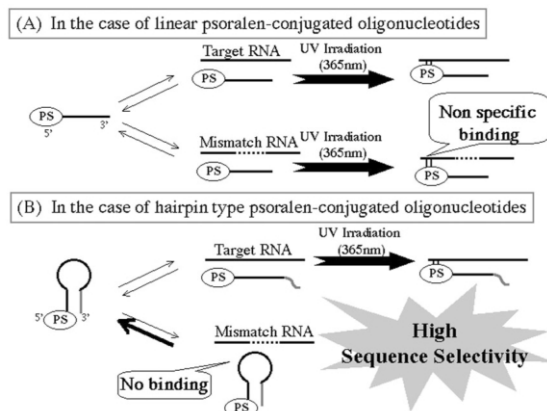 (A) In the case of linear psoralen-conjugated oligonucleotides
Target RNA
UV Irradiation
(365nm)
PS
PS
PS
5'
3'
Mismatch RNA
UV Irradiation
(365nm)
PS
PS
Non specific
binding
(B) In the case of hairpin type psoralen-conjugated oligonucleotides
Target RNA
UV Irradiation
(365nm)
PS
PS
5'
PS
3'
Mismatch RNA
No binding
PS
High
Sequence Selectivity